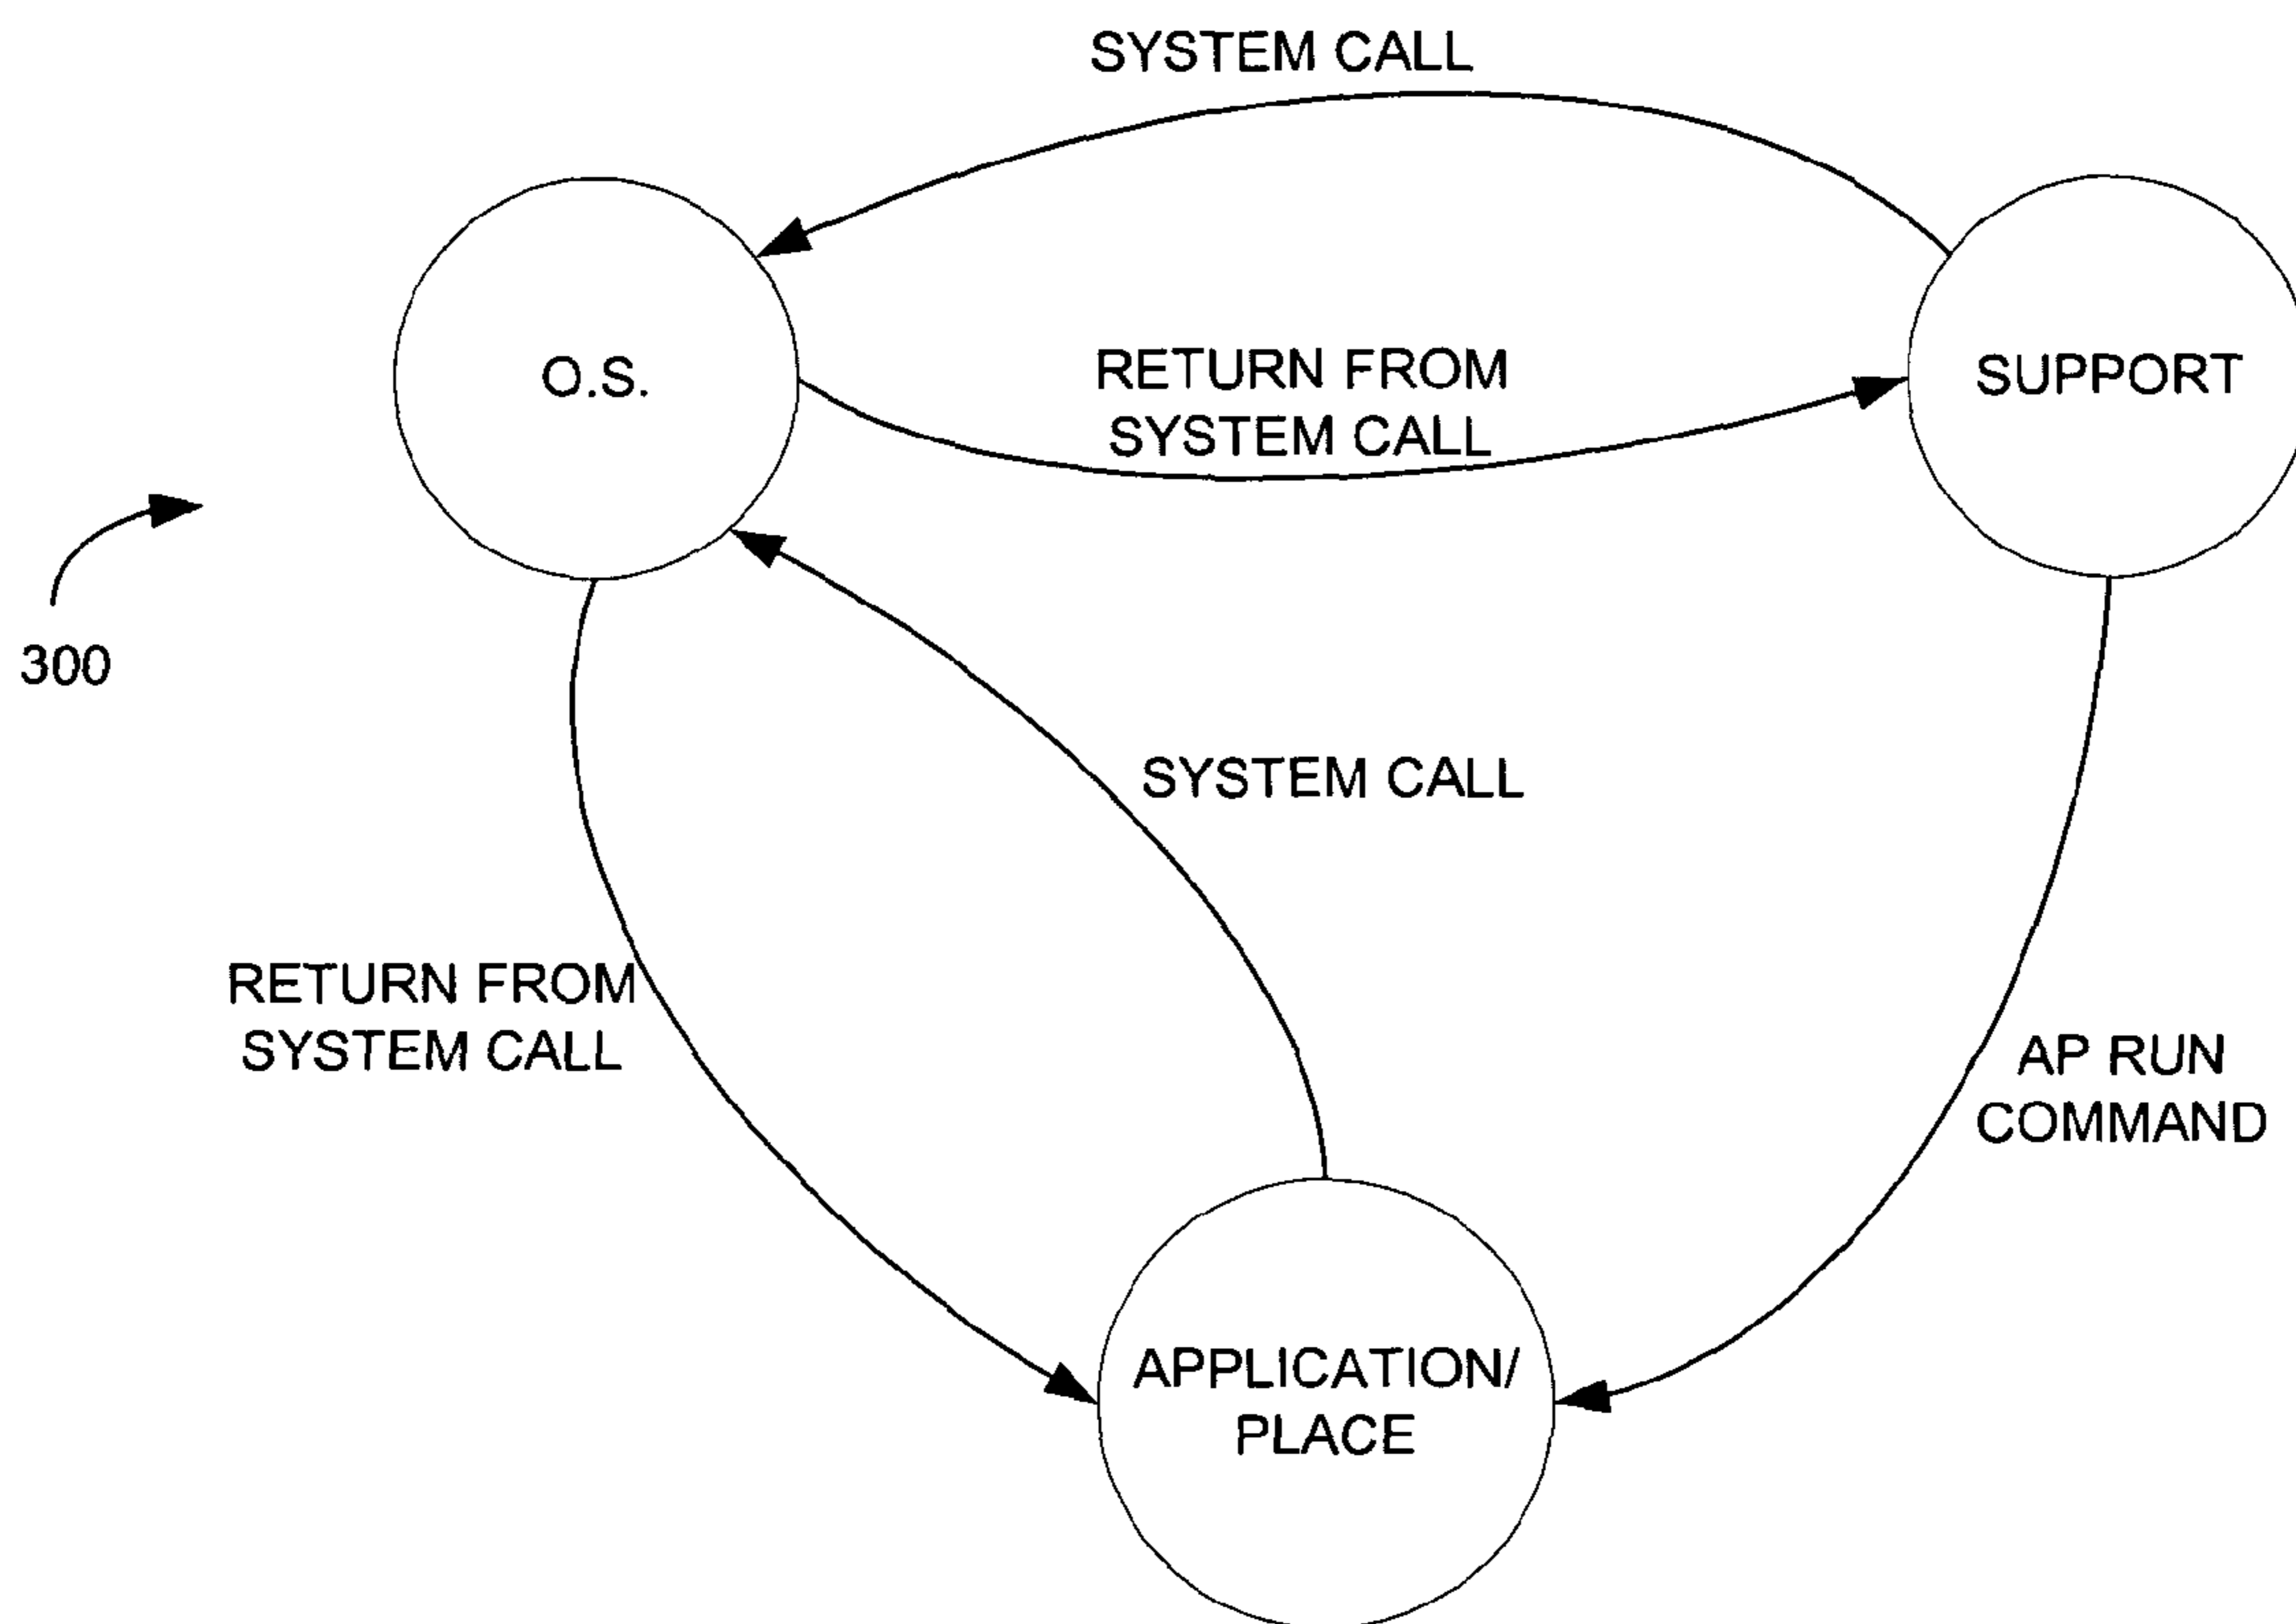 SYSTEM CALL
O.S.
RETURN FROM
SYSTEM CALL
SUPPORT
300
SYSTEM CALL
RETURN FROM
SYSTEM CALL
AP RUN
COMMAND
APPLICATION/
PLACE